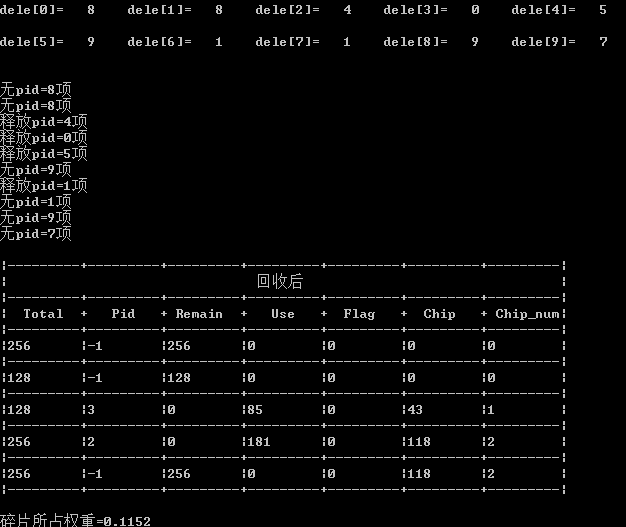 dele[0]= 8 dele[1]= 8 dele[2]= 4 dele[3]= 0 dele[4]= 5
dele[5]= 9 dele[6]= 1 dele[7]= 1 dele[8]= 9 dele[9]= 7
无pid=8项
无pid=8项
释放pid=4项
释放pid=0项
释放pid=5项
无pid=9项
释放pid=1项
无pid=1项
无pid=9项
无pid=7项
¦---------+---------+---------+---------+---------+---------+---------¦
¦ 回收后 ¦
¦---------+---------+---------+---------+---------+---------+---------¦
¦ Total + Pid + Remain + Use + Flag + Chip + Chip_num¦
¦---------+---------+---------+---------+---------+---------+---------¦
¦256 ¦-1 ¦256 ¦0 ¦0 ¦0 ¦0 ¦
¦---------+---------+---------+---------+---------+---------+---------¦
¦128 ¦-1 ¦128 ¦0 ¦0 ¦0 ¦0 ¦
¦---------+---------+---------+---------+---------+---------+---------¦
¦128 ¦3 ¦0 ¦85 ¦0 ¦43 ¦1 ¦
¦---------+---------+---------+---------+---------+---------+---------¦
¦256 ¦2 ¦0 ¦181 ¦0 ¦118 ¦2 ¦
¦---------+---------+---------+---------+---------+---------+---------¦
¦256 ¦-1 ¦256 ¦0 ¦0 ¦118 ¦2 ¦
¦---------+---------+---------+---------+---------+---------+---------¦
碎片所占权重=0.1152